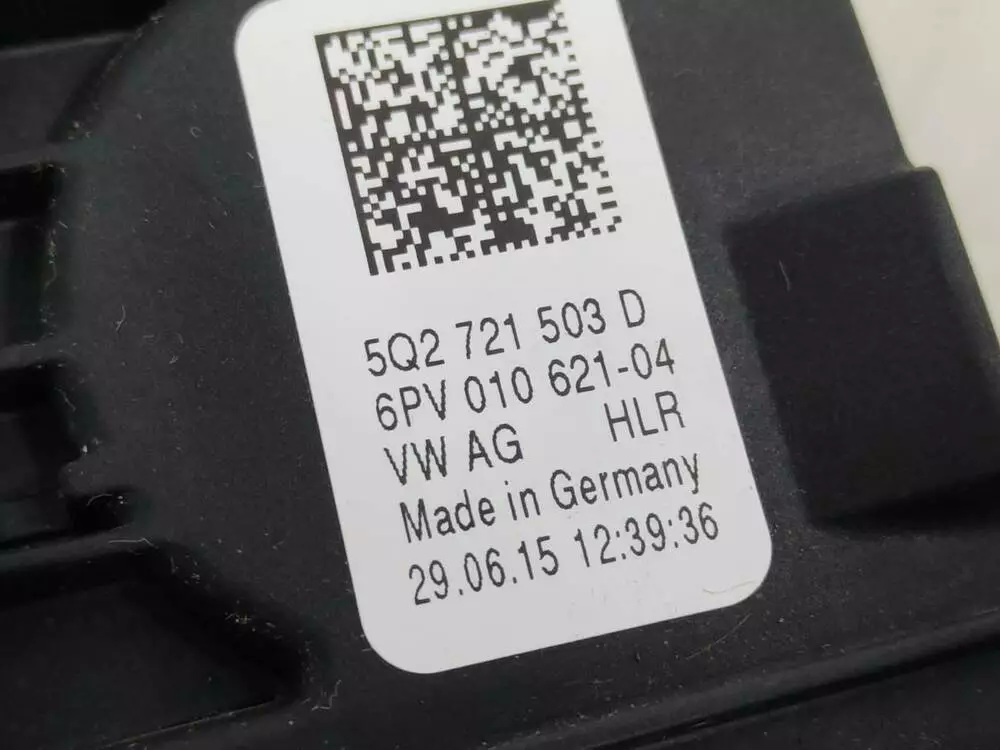 5Q2 721 503 D
6PV 010 621-04
VW AG HLR
Made in Germany
29.06.15 12:39:36